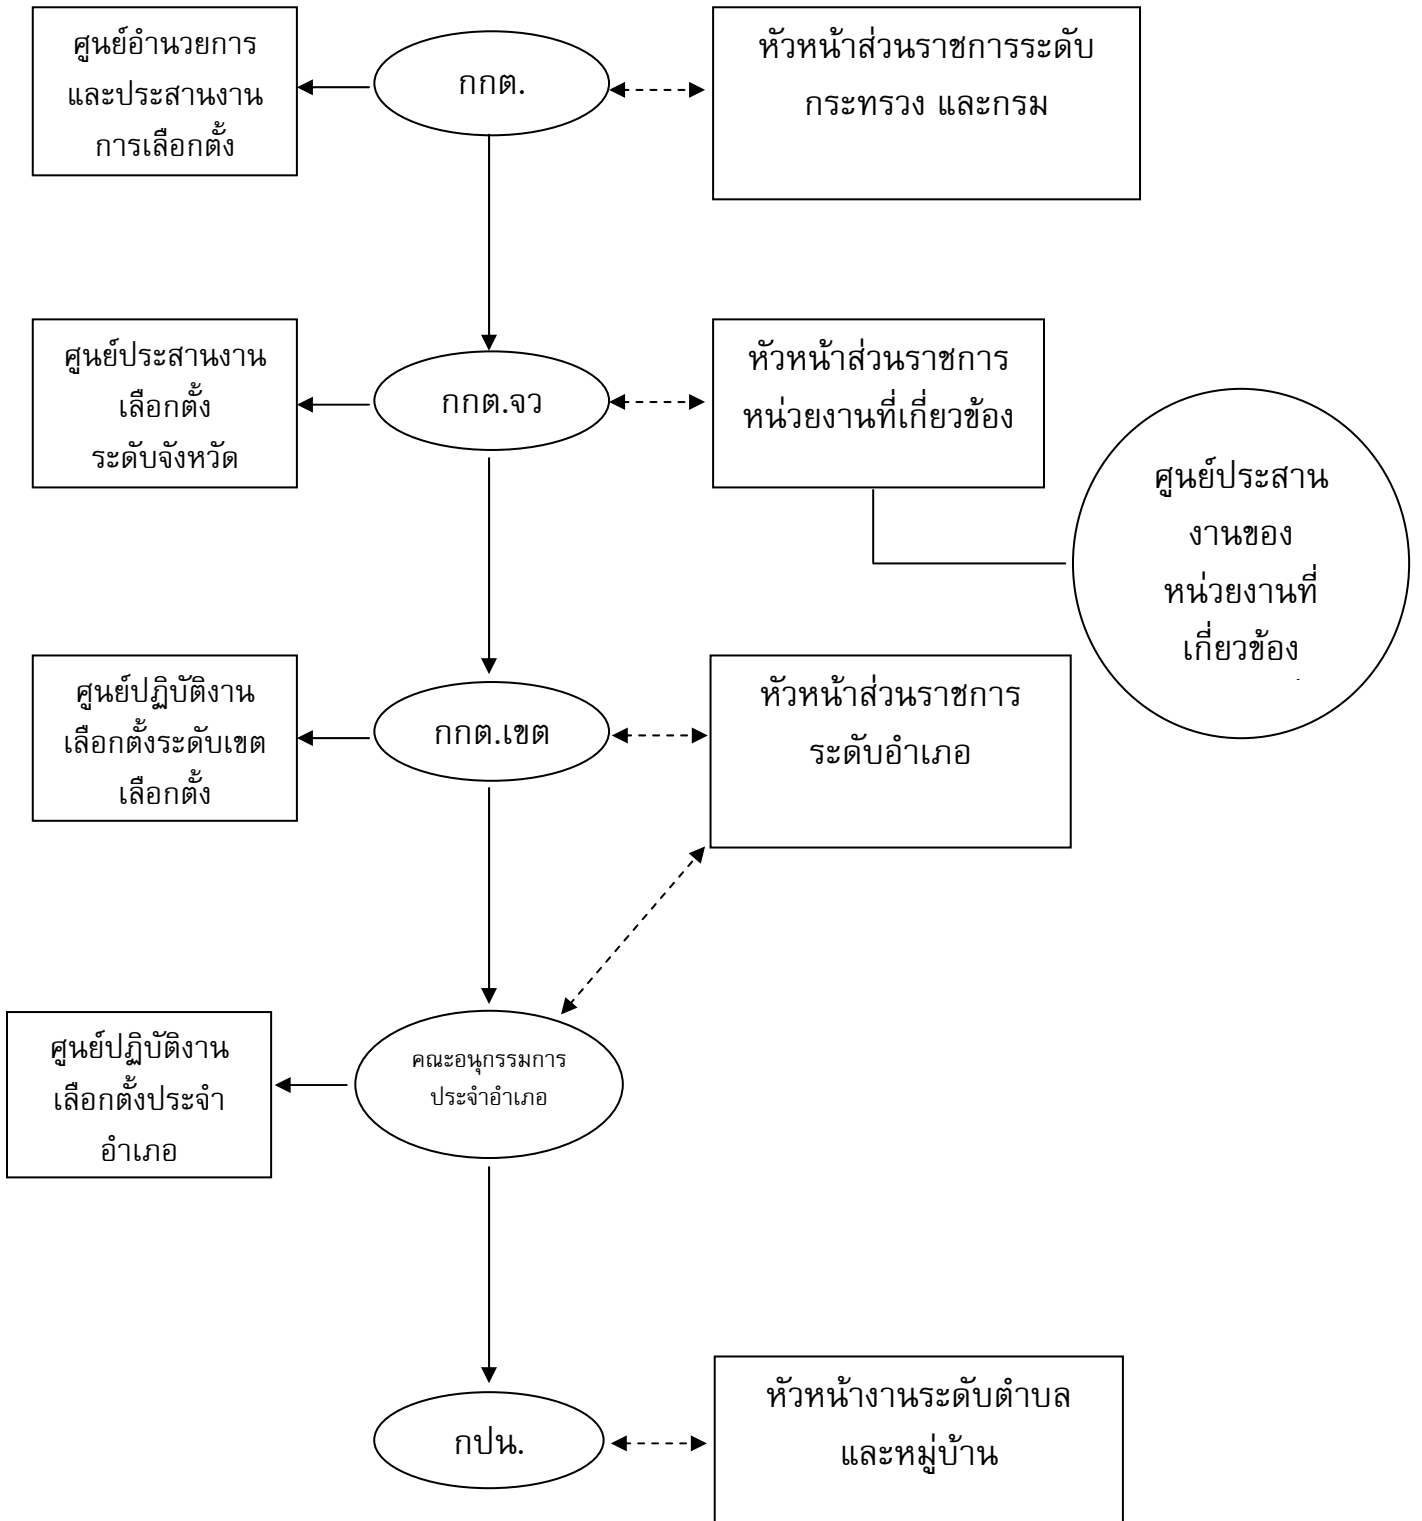 ศูนย์อำนวยการ
และประสานงาน
การเลือกตั้ง
กกต.
หัวหน้าส่วนราชการระดับ
กระทรวง และกรม
ศูนย์ประสานงาน
เลือกตั้ง
ระดับจังหวัด
กกต.จว
หัวหน้าส่วนราชการ
หน่วยงานที่เกี่ยวข้อง
ศูนย์ประสาน
งานของ
หน่วยงานที่
เกี่ยวข้อง
ศูนย์ปฏิบัติงาน
เลือกตั้งระดับเขต
เลือกตั้ง
กกต.เขต
หัวหน้าส่วนราชการ
ระดับอำเภอ
ศูนย์ปฏิบัติงาน
เลือกตั้งประจำ
อำเภอ
คณะอนุกรรมการ
ประจำอำเภอ
กปน.
หัวหน้างานระดับตำบล
และหมู่บ้าน